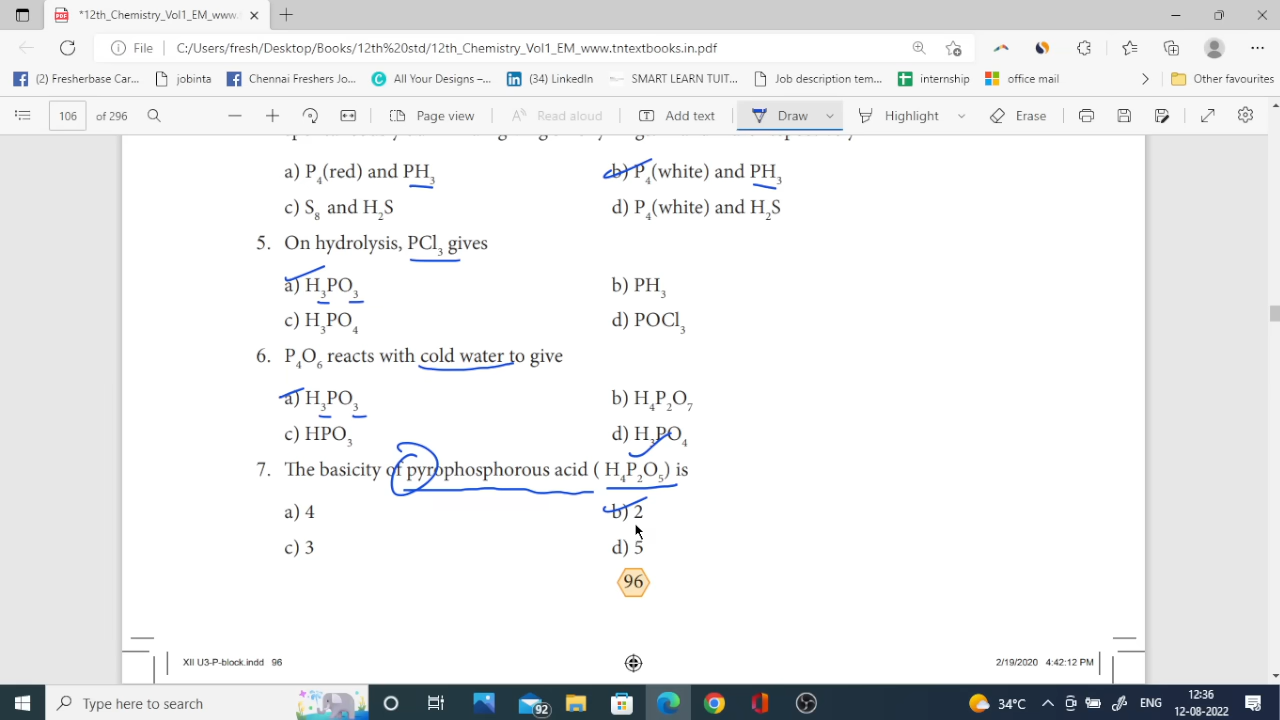 *12th_Chemistry_Vol1_EM_www.
File | C:/Users/fresh/Desktop/Books/12th%20std/12th_Chemistry_Vol1_EM_www.tntextbooks.in.pdf
(2) Fresherbase Car... jobinta Chennai Freshers Jo... All Your Designs –... (34) LinkedIn SMART LEARN TUIT... Job description tem... internship office mail Other favourites
106 of 296 Page view Read aloud Add text Draw Highlight Erase
a) P₄(red) and PH₃ b) P₄(white) and PH₃
c) S₈ and H₂S d) P₄(white) and H₂S
5. On hydrolysis, PCl₃ gives
a) H₃PO₃ b) PH₃
c) H₃PO₄ d) POCl₃
6. P₄O₆ reacts with cold water to give
a) H₃PO₃ b) H₄P₂O₇
c) HPO₃ d) H₃PO₄
7. The basicity of pyrophosphorous acid ( H₄P₂O₅) is
a) 4 b) 2
c) 3 d) 5
96
XII U3-P-block.indd 96 2/19/2020 4:42:12 PM
Type here to search 92 34°C ENG 12:36
12-08-2022